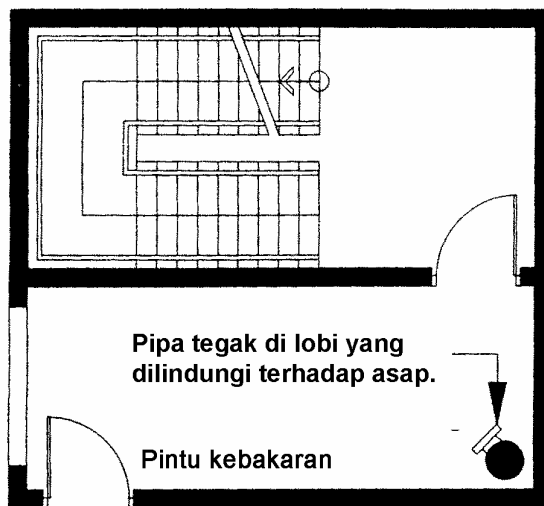 Pipa tegak di lobi yang
dilindungi terhadap asap.
Pintu kebakaran